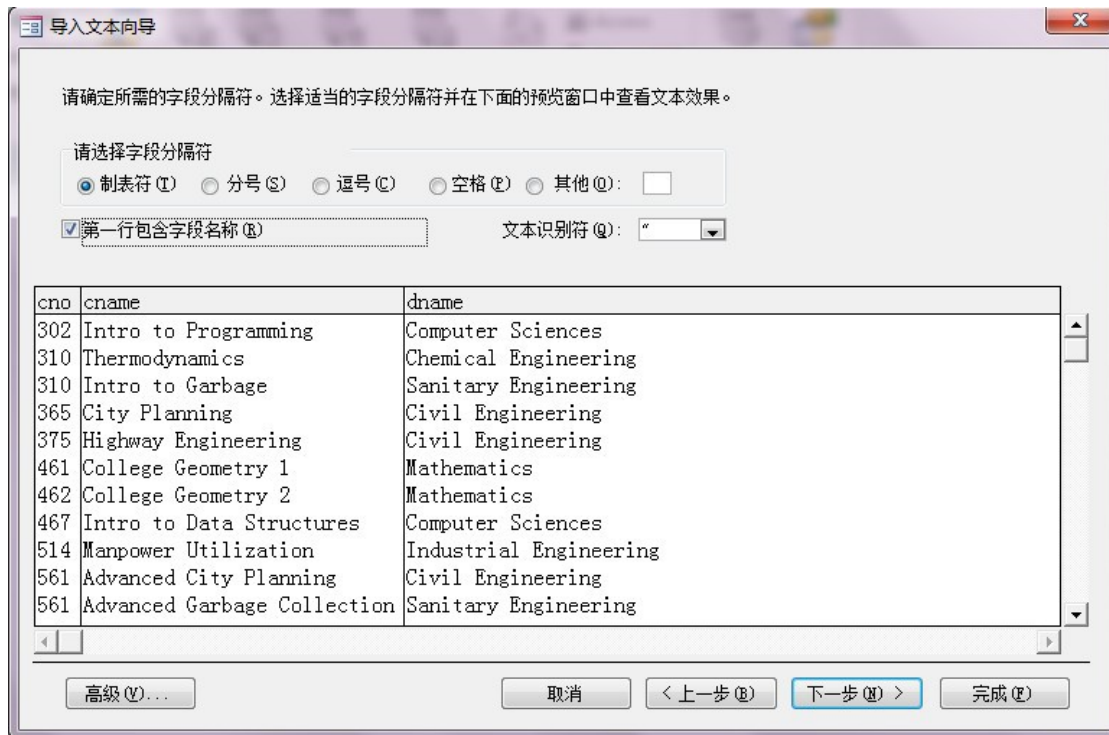 导入文本向导
请确定所需的字段分隔符。选择适当的字段分隔符并在下面的预览窗口中查看文本效果。
请选择字段分隔符
制表符(T) 分号(S) 逗号(C) 空格(P) 其他(O):
第一行包含字段名称(R) 文本识别符(Q): "
cno cname dname
302 Intro to Programming Computer Sciences
310 Thermodynamics Chemical Engineering
310 Intro to Garbage Sanitary Engineering
365 City Planning Civil Engineering
375 Highway Engineering Civil Engineering
461 College Geometry 1 Mathematics
462 College Geometry 2 Mathematics
467 Intro to Data Structures Computer Sciences
514 Manpower Utilization Industrial Engineering
561 Advanced City Planning Civil Engineering
561 Advanced Garbage Collection Sanitary Engineering
高级(V)... 取消 < 上一步(B) 下一步(N) > 完成(F)